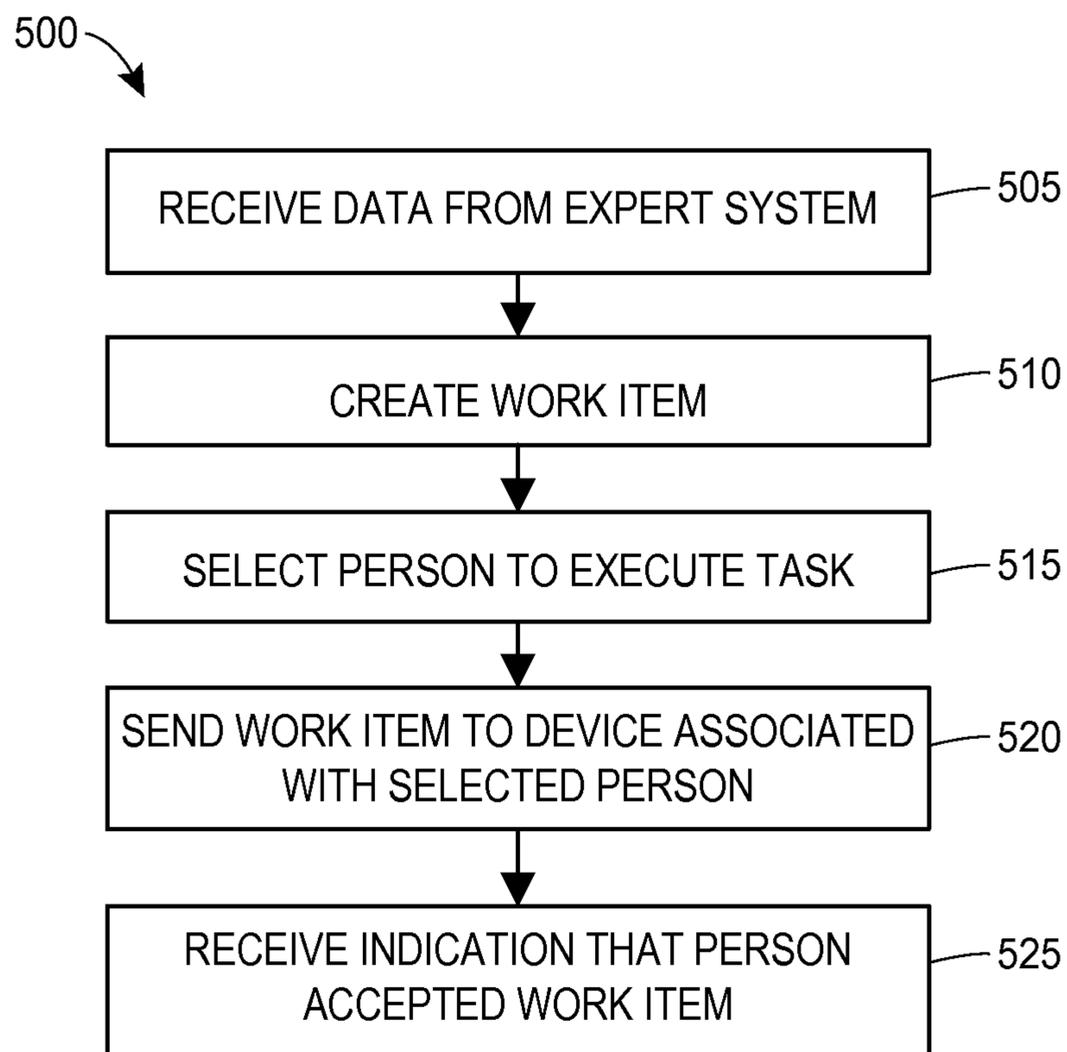 500
RECEIVE DATA FROM EXPERT SYSTEM
505
CREATE WORK ITEM
510
SELECT PERSON TO EXECUTE TASK
515
SEND WORK ITEM TO DEVICE ASSOCIATED
WITH SELECTED PERSON
520
RECEIVE INDICATION THAT PERSON
ACCEPTED WORK ITEM
525